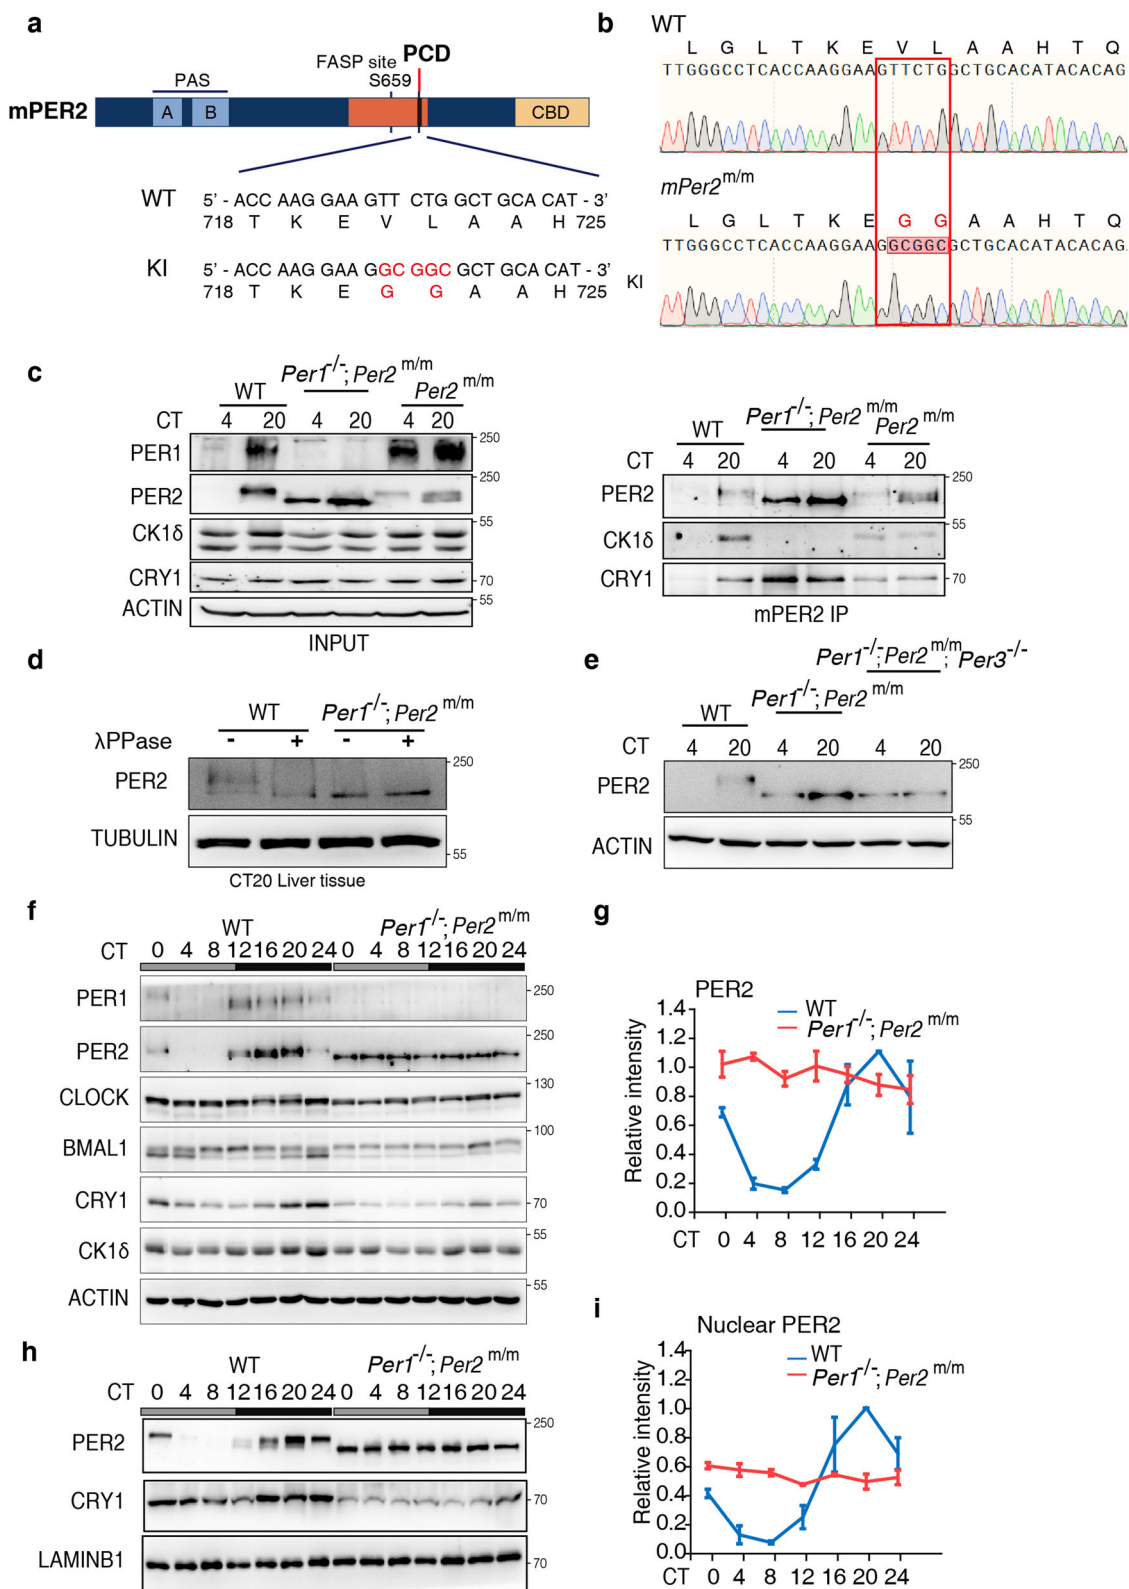 a
FASP site PCD
S659
PAS
mPER2 A B CBD
WT 5' - ACC AAG GAA GTT CTG GCT GCA CAT - 3'
718 T K E V L A A H 725
KI 5' - ACC AAG GAA GGC GGC GCT GCA CAT - 3'
718 T K E G G A A H 725
b
WT
L G L T K E V L A A H T Q
TTGGGCCTCACCAAGGAAGTTCTGGCTGCACATACACAG
mPer2 m/m
L G L T K E G G A A H T Q
TTGGGCCTCACCAAGGAAGGCGGCGCTGCACATACACAG
KI
c
WT Per1-/-; Per2 m/m Per2 m/m
CT 4 20 4 20 4 20
PER1 250
PER2 250
CK1δ 55
CRY1 70
ACTIN 55
INPUT
WT Per1-/-; Per2 m/m Per2 m/m
CT 4 20 4 20 4 20
PER2 250
CK1δ 55
CRY1 70
mPER2 IP
d
WT Per1-/-; Per2 m/m
λPPase - + - +
PER2 250
TUBULIN 55
CT20 Liver tissue
e
Per1-/-; Per2 m/m; Per3-/-
WT Per1-/-; Per2 m/m
CT 4 20 4 20 4 20
PER2 250
ACTIN 55
f
WT Per1-/-; Per2 m/m
CT 0 4 8 12 16 20 24 0 4 8 12 16 20 24
PER1 250
PER2 250
CLOCK 130
BMAL1 100
CRY1 70
CK1δ 55
ACTIN 55
g
PER2
WT
Per1-/-; Per2 m/m
Relative intensity
1.4
1.2
1.0
0.8
0.6
0.4
0.2
0.0
CT 0 4 8 12 16 20 24
h
WT Per1-/-; Per2 m/m
CT 0 4 8 12 16 20 24 0 4 8 12 16 20 24
PER2 250
CRY1 70
LAMINB1 70
i
Nuclear PER2
WT
Per1-/-; Per2 m/m
Relative intensity
1.4
1.2
1.0
0.8
0.6
0.4
0.2
0.0
CT 0 4 8 12 16 20 24